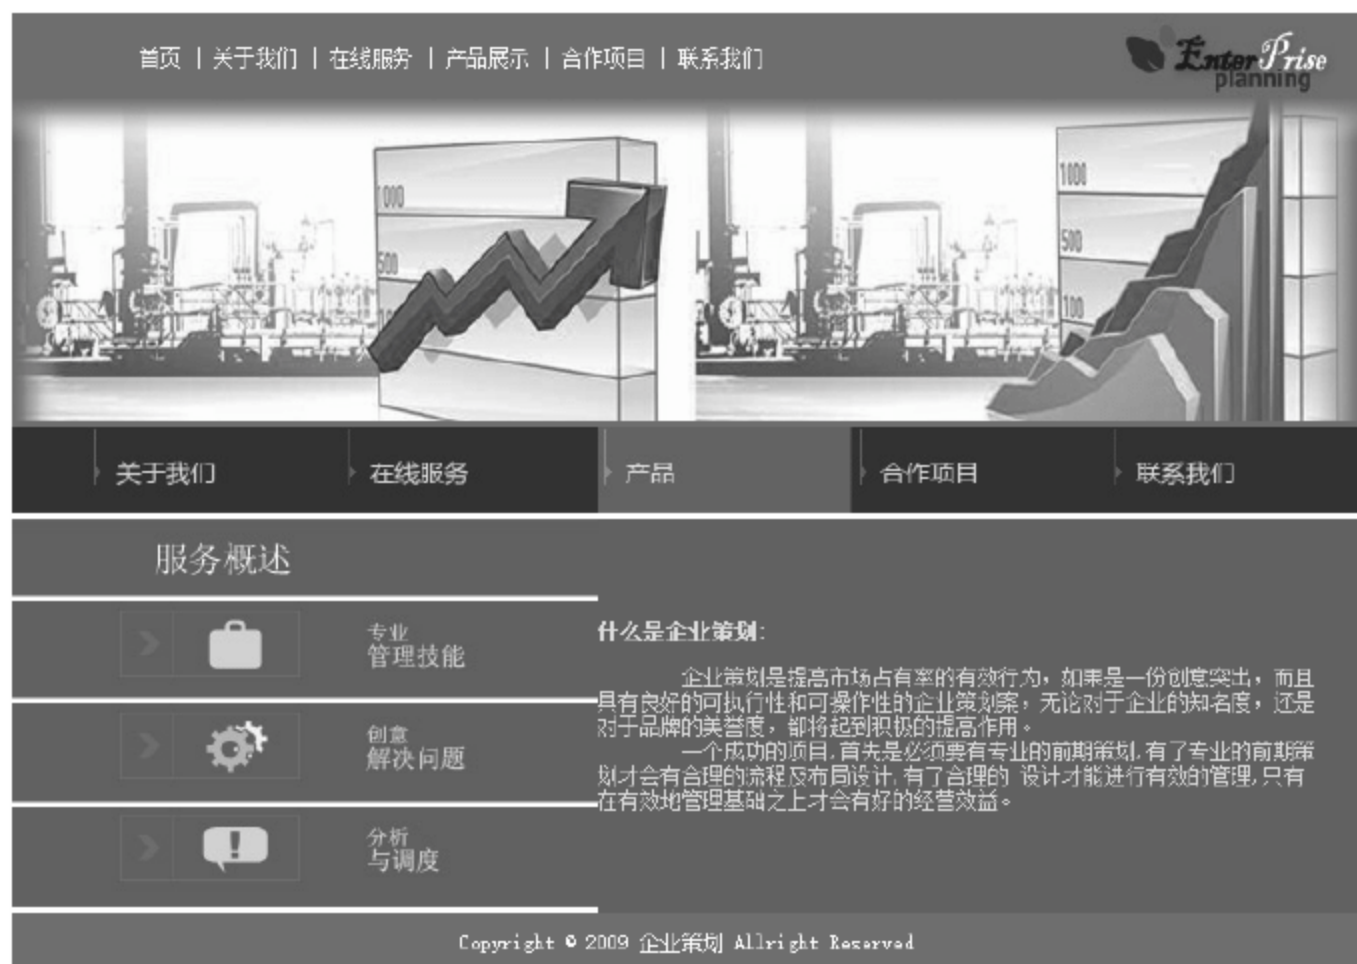 首页 | 关于我们 | 在线服务 | 产品展示 | 合作项目 | 联系我们
EnterPrise
planning
1000
500
1000
500
100
关于我们
在线服务
产品
合作项目
联系我们
服务概述
专业
管理技能
创意
解决问题
分析
与调度
什么是企业策划:
企业策划是提高市场占有率的有效行为，如果是一份创意突出，而且
具有良好的可执行性和可操作性的企业策划案，无论对于企业的知名度，还是
对于品牌的美誉度，都将起到积极的提高作用。
一个成功的项目,首先是必须要有专业的前期策划,有了专业的前期策
划才会有合理的流程及布局设计,有了合理的 设计才能进行有效的管理,只有
在有效地管理基础之上才会有好的经营效益。
Copyright © 2009 企业策划 Allright Reserved